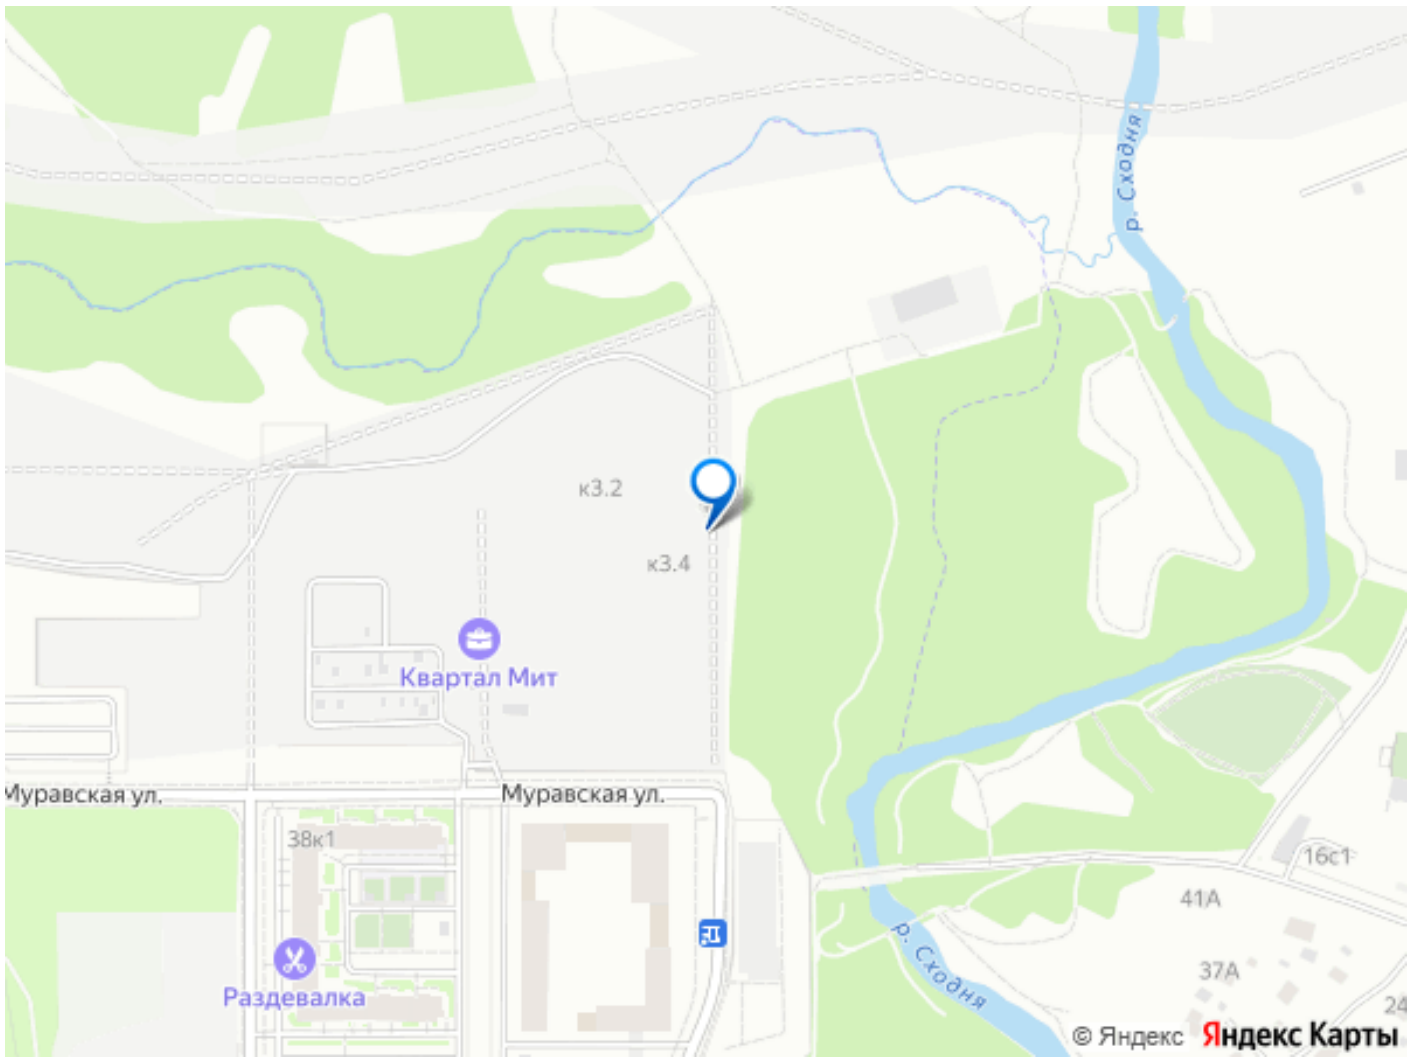 р. Сходня
к3.2
к3.4
Квартал Мит
Муравская ул.
Муравская ул.
38к1
16с1
41А
Раздевалка
р. Сходня
37А
24
© Яндекс Яндекс Карты